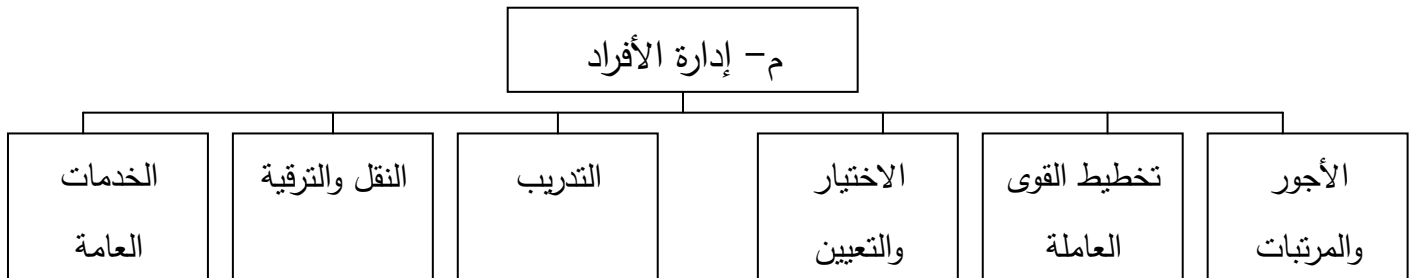 م– إدارة الأفراد
الأجور
والمرتبات
تخطيط القوى
العاملة
الاختيار
والتعيين
التدريب
النقل والترقية
الخدمات
العامة